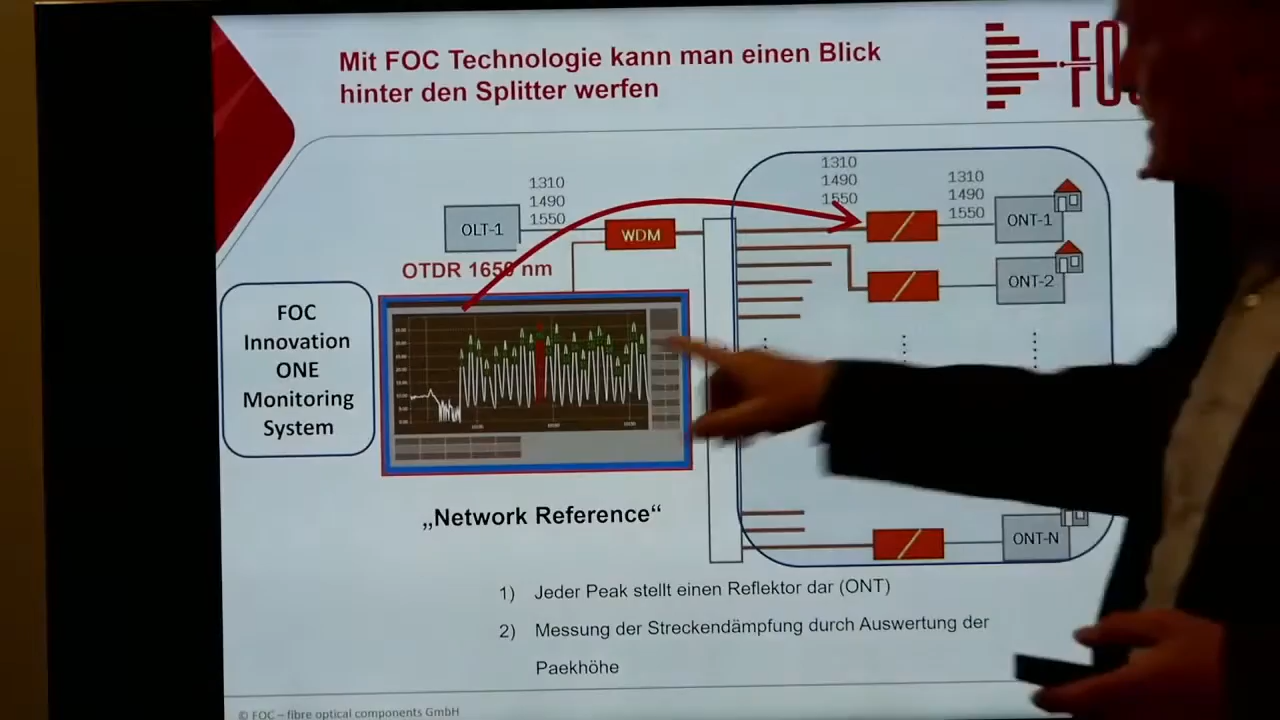 Mit FOC Technologie kann man einen Blick
hinter den Splitter werfen
FOC
1310
1490
1550
OLT-1
WDM
OTDR 1650 nm
1310
1490
1550
1310
1490
1550
ONT-1
ONT-2
ONT-N
FOC
Innovation
ONE
Monitoring
System
„Network Reference“
1) Jeder Peak stellt einen Reflektor dar (ONT)
2) Messung der Streckendämpfung durch Auswertung der
Paekhöhe
© FOC – fibre optical components GmbH